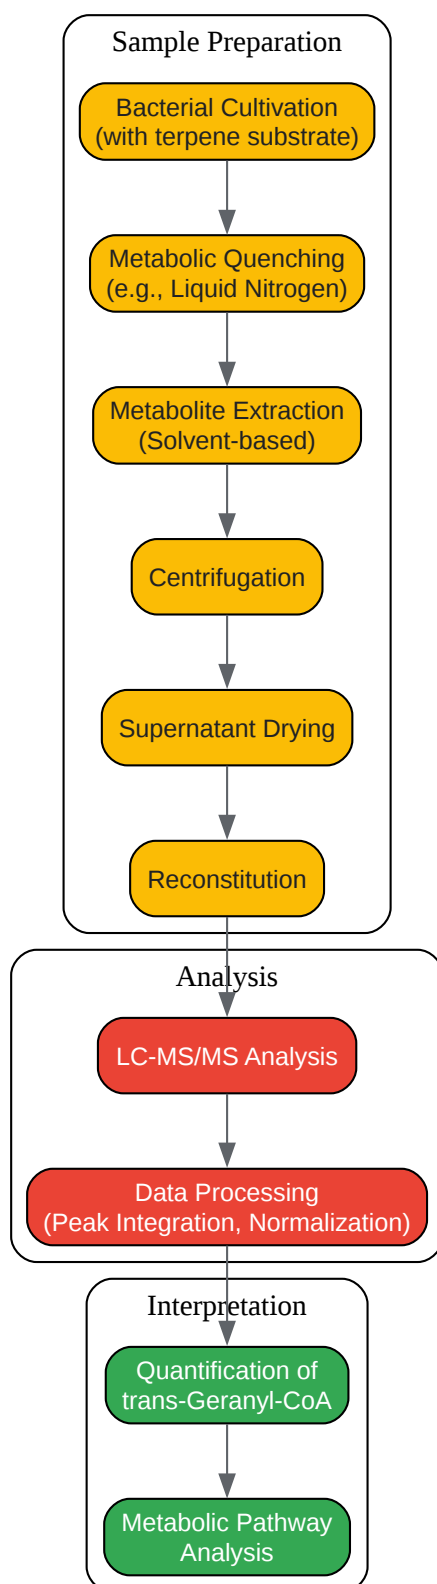 Sample Preparation
Bacterial Cultivation
(with terpene substrate)
Metabolic Quenching
(e.g., Liquid Nitrogen)
Metabolite Extraction
(Solvent-based)
Centrifugation
Supernatant Drying
Reconstitution
Analysis
LC-MS/MS Analysis
Data Processing
(Peak Integration, Normalization)
Interpretation
Quantification of
trans-Geranyl-CoA
Metabolic Pathway
Analysis